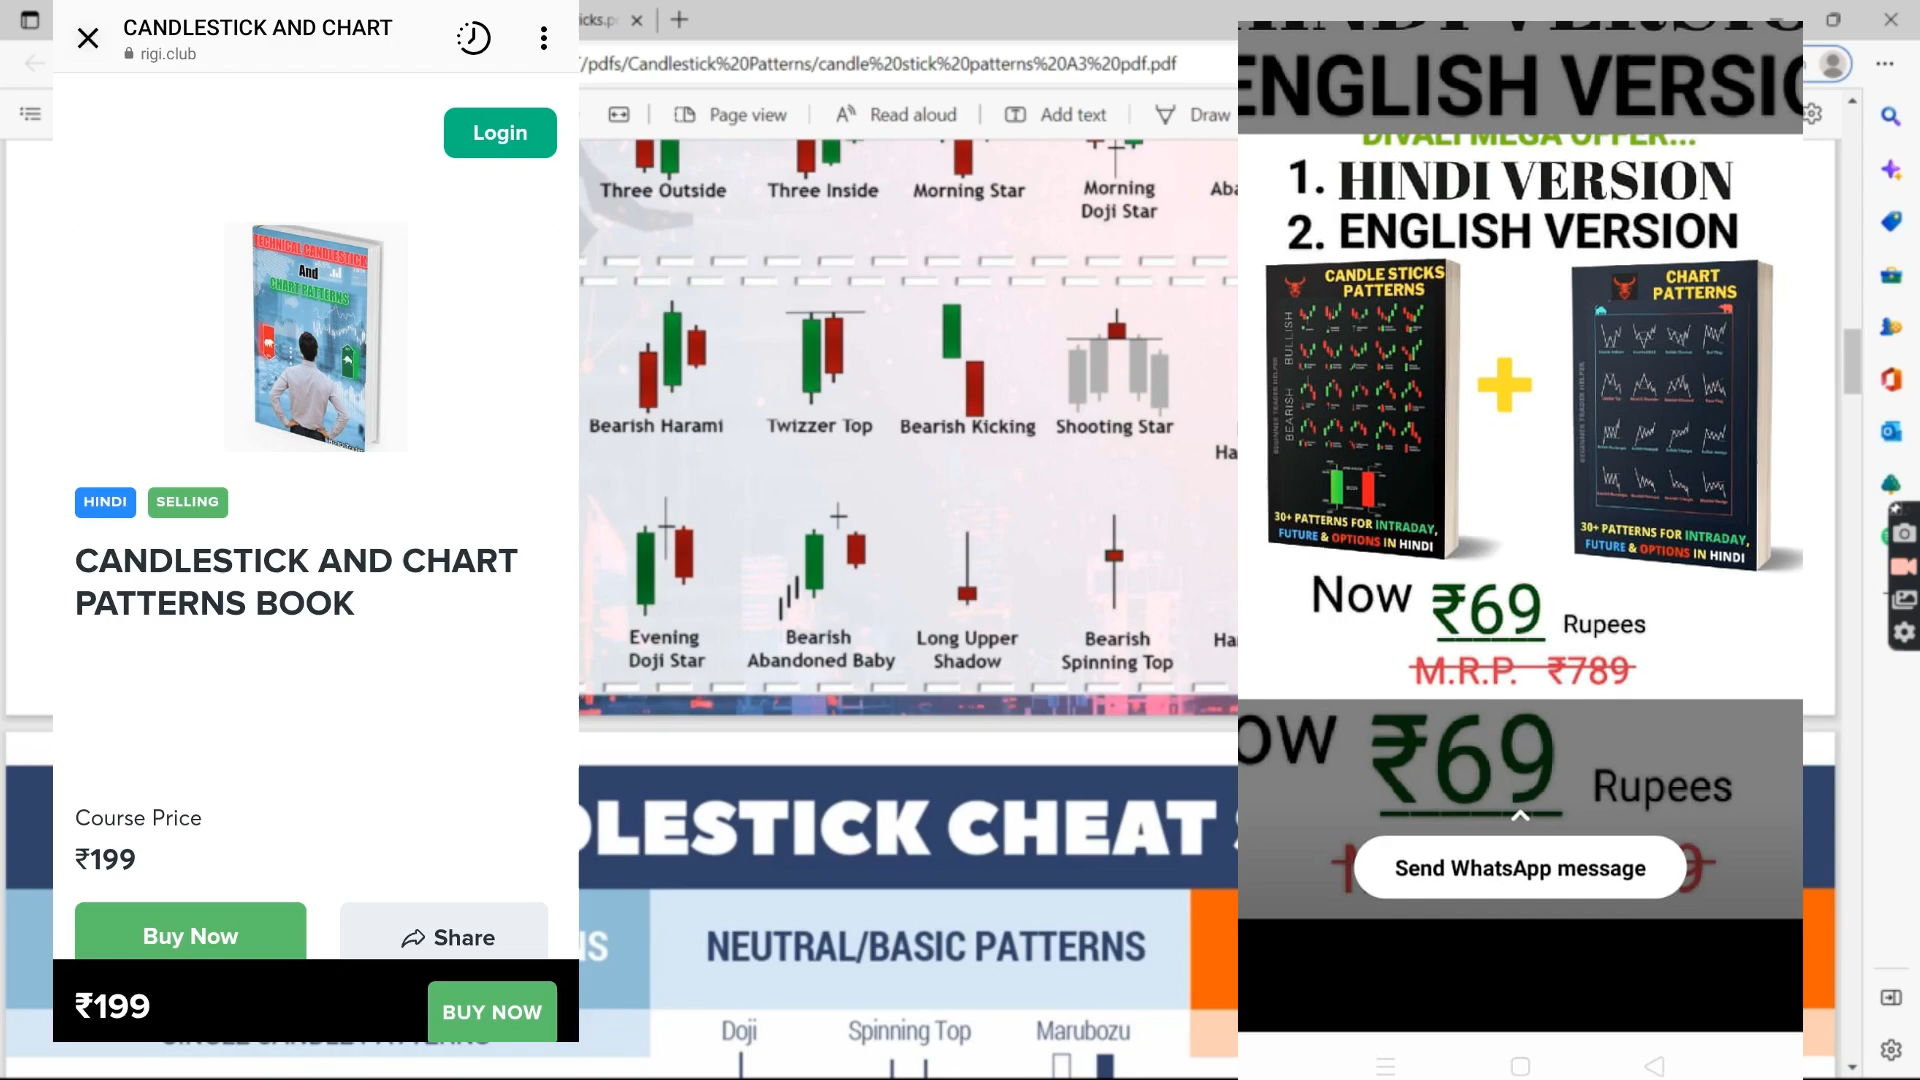 CANDLESTICK AND CHART
rigi.club
Login
TECHNICAL CANDLESTICK
And
CHART PATTERNS
HINDI
SELLING
CANDLESTICK AND CHART
PATTERNS BOOK
Course Price
₹199
Buy Now
Share
₹199
BUY NOW
/pdfs/Candlestick%20Patterns/candle%20stick%20patterns%20A3%20pdf.pdf
Page view
Read aloud
Add text
Draw
Three Outside
Three Inside
Morning Star
Morning
Doji Star
Bearish Harami
Twizzer Top
Bearish Kicking
Shooting Star
Evening
Doji Star
Bearish
Abandoned Baby
Long Upper
Shadow
Bearish
Spinning Top
DLESTICK CHEAT
NEUTRAL/BASIC PATTERNS
Doji
Spinning Top
Marubozu
ENGLISH VERSIO
DIVALI MEGA OFFER...
1. HINDI VERSION
2. ENGLISH VERSION
CANDLE STICKS
PATTERNS
BULLISH
BEARISH
30+ PATTERNS FOR INTRADAY,
FUTURE & OPTIONS IN HINDI
CHART
PATTERNS
30+ PATTERNS FOR INTRADAY,
FUTURE & OPTIONS IN HINDI
Now ₹69 Rupees
M.R.P. ₹789
OW ₹69 Rupees
Send WhatsApp message